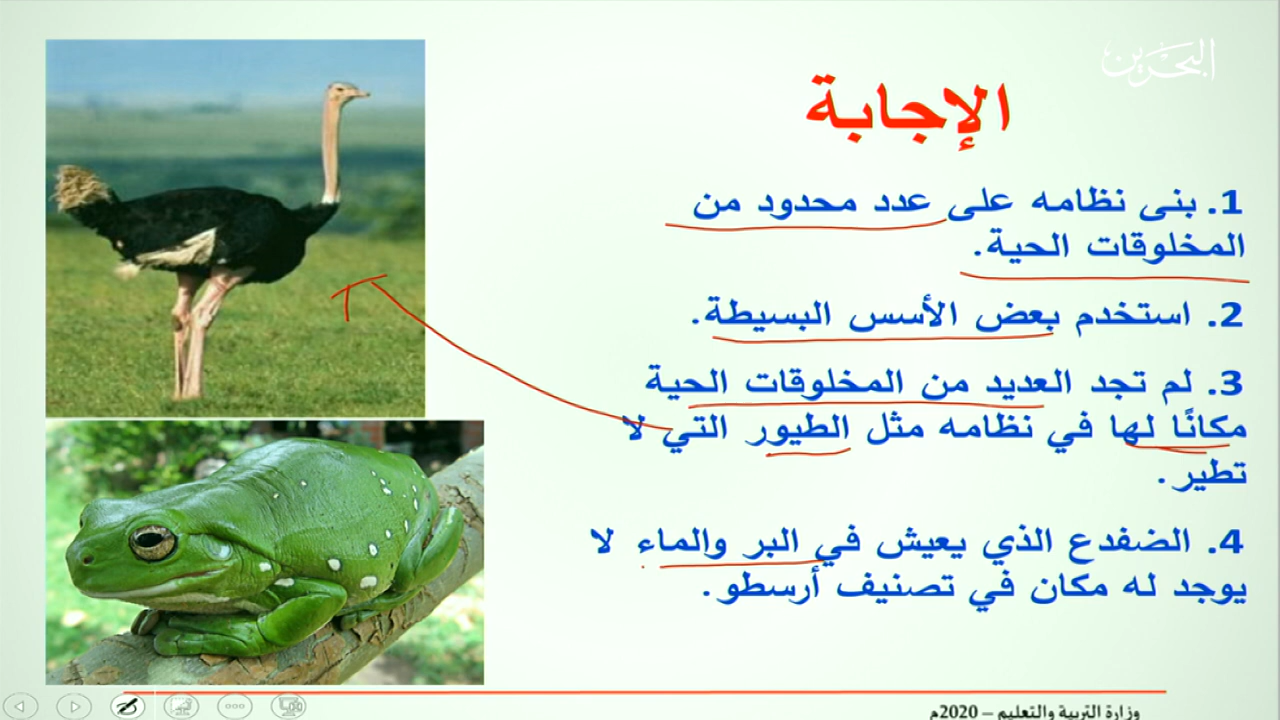 البحرين
الإجابة
1. بنى نظامه على عدد محدود من
المخلوقات الحية.
2. استخدم بعض الأسس البسيطة.
3. لم تجد العديد من المخلوقات الحية
مكانًا لها في نظامه مثل الطيور التي لا
تطير.
4. الضفدع الذي يعيش في البر والماء لا
يوجد له مكان في تصنيف أرسطو.
وزارة التربية والتعليم – 2020م